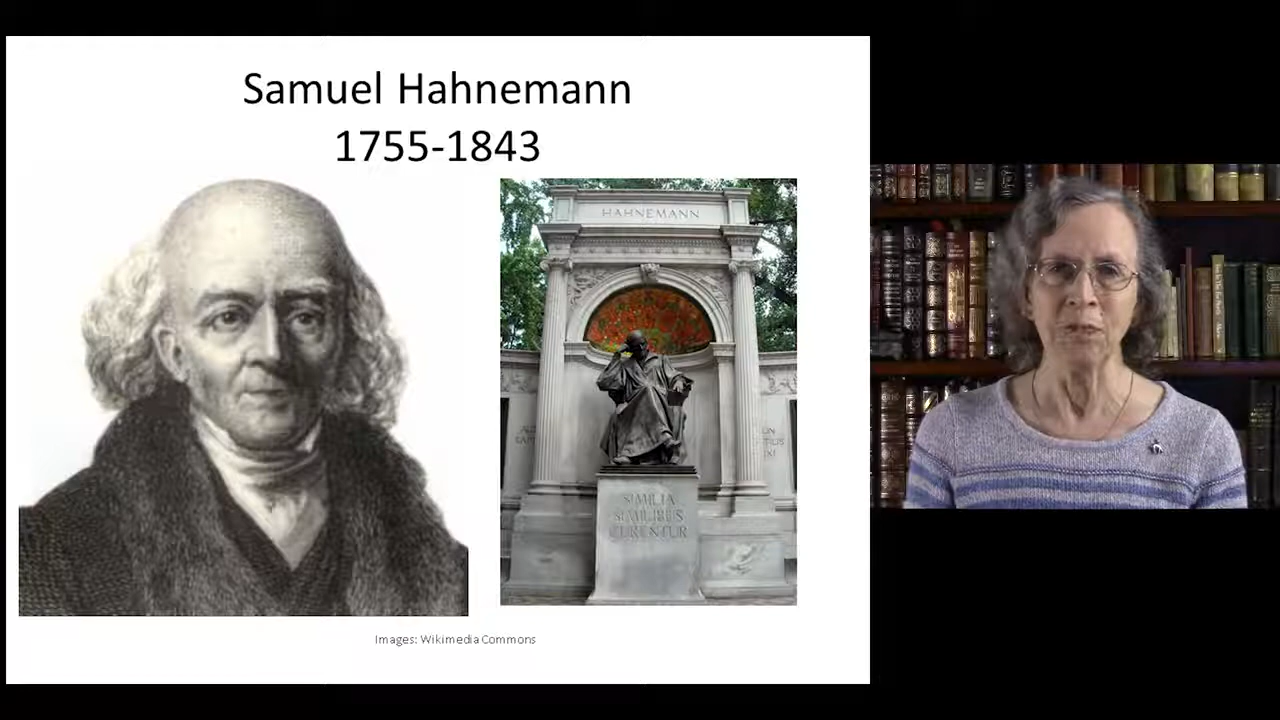 Samuel Hahnemann
1755-1843
HAHNEMANN
SIMILIA
SIMILIBUS
CURENTUR
Images: Wikimedia Commons